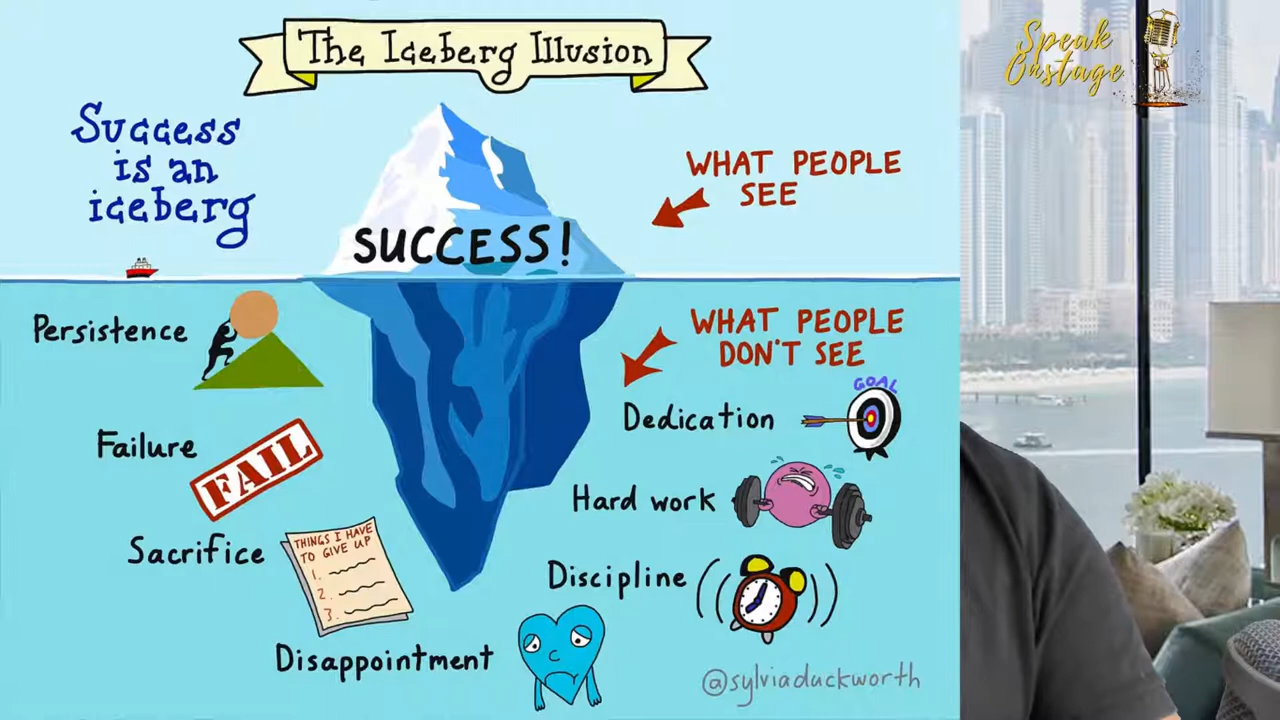 The Iceberg Illusion
Speak
Onstage
Success
is an
iceberg
WHAT PEOPLE
SEE
SUCCESS!
Persistence
WHAT PEOPLE
DON'T SEE
GOAL
Dedication
Failure
FAIL
Hard work
Sacrifice
THINGS I HAVE
TO GIVE UP
1.
2.
3.
Discipline
Disappointment
@sylviaduckworth